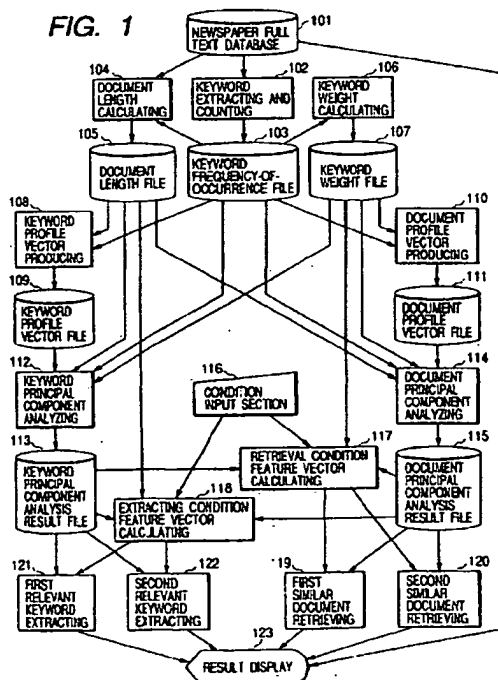 FIG. 1
101
NEWSPAPER FULL
TEXT DATABASE
104
DOCUMENT
LENGTH
CALCULATING
102
KEYWORD
EXTRACTING AND
COUNTING
106
KEYWORD
WEIGHT
CALCULATING
105
DOCUMENT
LENGTH FILE
103
KEYWORD
FREQUENCY-OF-
OCCURRENCE FILE
107
KEYWORD
WEIGHT FILE
108
KEYWORD
PROFILE
VECTOR
PRODUCING
110
DOCUMENT
PROFILE
VECTOR
PRODUCING
109
KEYWORD
PROFILE
VECTOR FILE
111
DOCUMENT
PROFILE
VECTOR FILE
112
KEYWORD
PRINCIPAL
COMPONENT
ANALYZING
116
CONDITION
INPUT SECTION
114
DOCUMENT
PRINCIPAL
COMPONENT
ANALYZING
113
KEYWORD
PRINCIPAL
COMPONENT
ANALYSIS
RESULT FILE
117
RETRIEVAL CONDITION
FEATURE VECTOR
CALCULATING
115
DOCUMENT
PRINCIPAL
COMPONENT
ANALYSIS
RESULT FILE
118
EXTRACTING CONDITION
FEATURE VECTOR
CALCULATING
121
FIRST
RELEVANT
KEYWORD
EXTRACTING
122
SECOND
RELEVANT
KEYWORD
EXTRACTING
119
FIRST
SIMILAR
DOCUMENT
RETRIEVING
120
SECOND
SIMILAR
DOCUMENT
RETRIEVING
123
RESULT DISPLAY